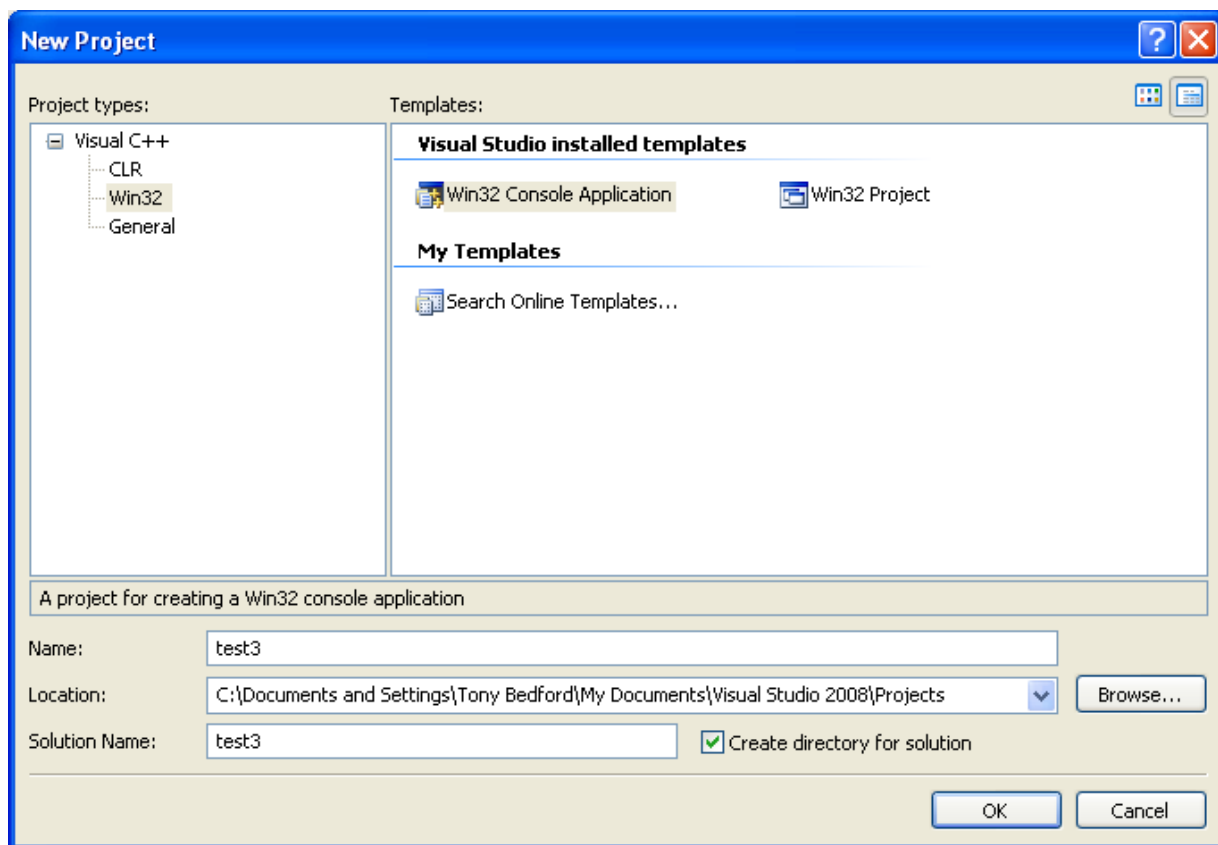 New Project
Project types:
Templates:
Visual C++
CLR
Win32
General
Visual Studio installed templates
Win32 Console Application
Win32 Project
My Templates
Search Online Templates...
A project for creating a Win32 console application
Name:
test3
Location:
C:\Documents and Settings\Tony Bedford\My Documents\Visual Studio 2008\Projects
Browse...
Solution Name:
test3
Create directory for solution
OK
Cancel